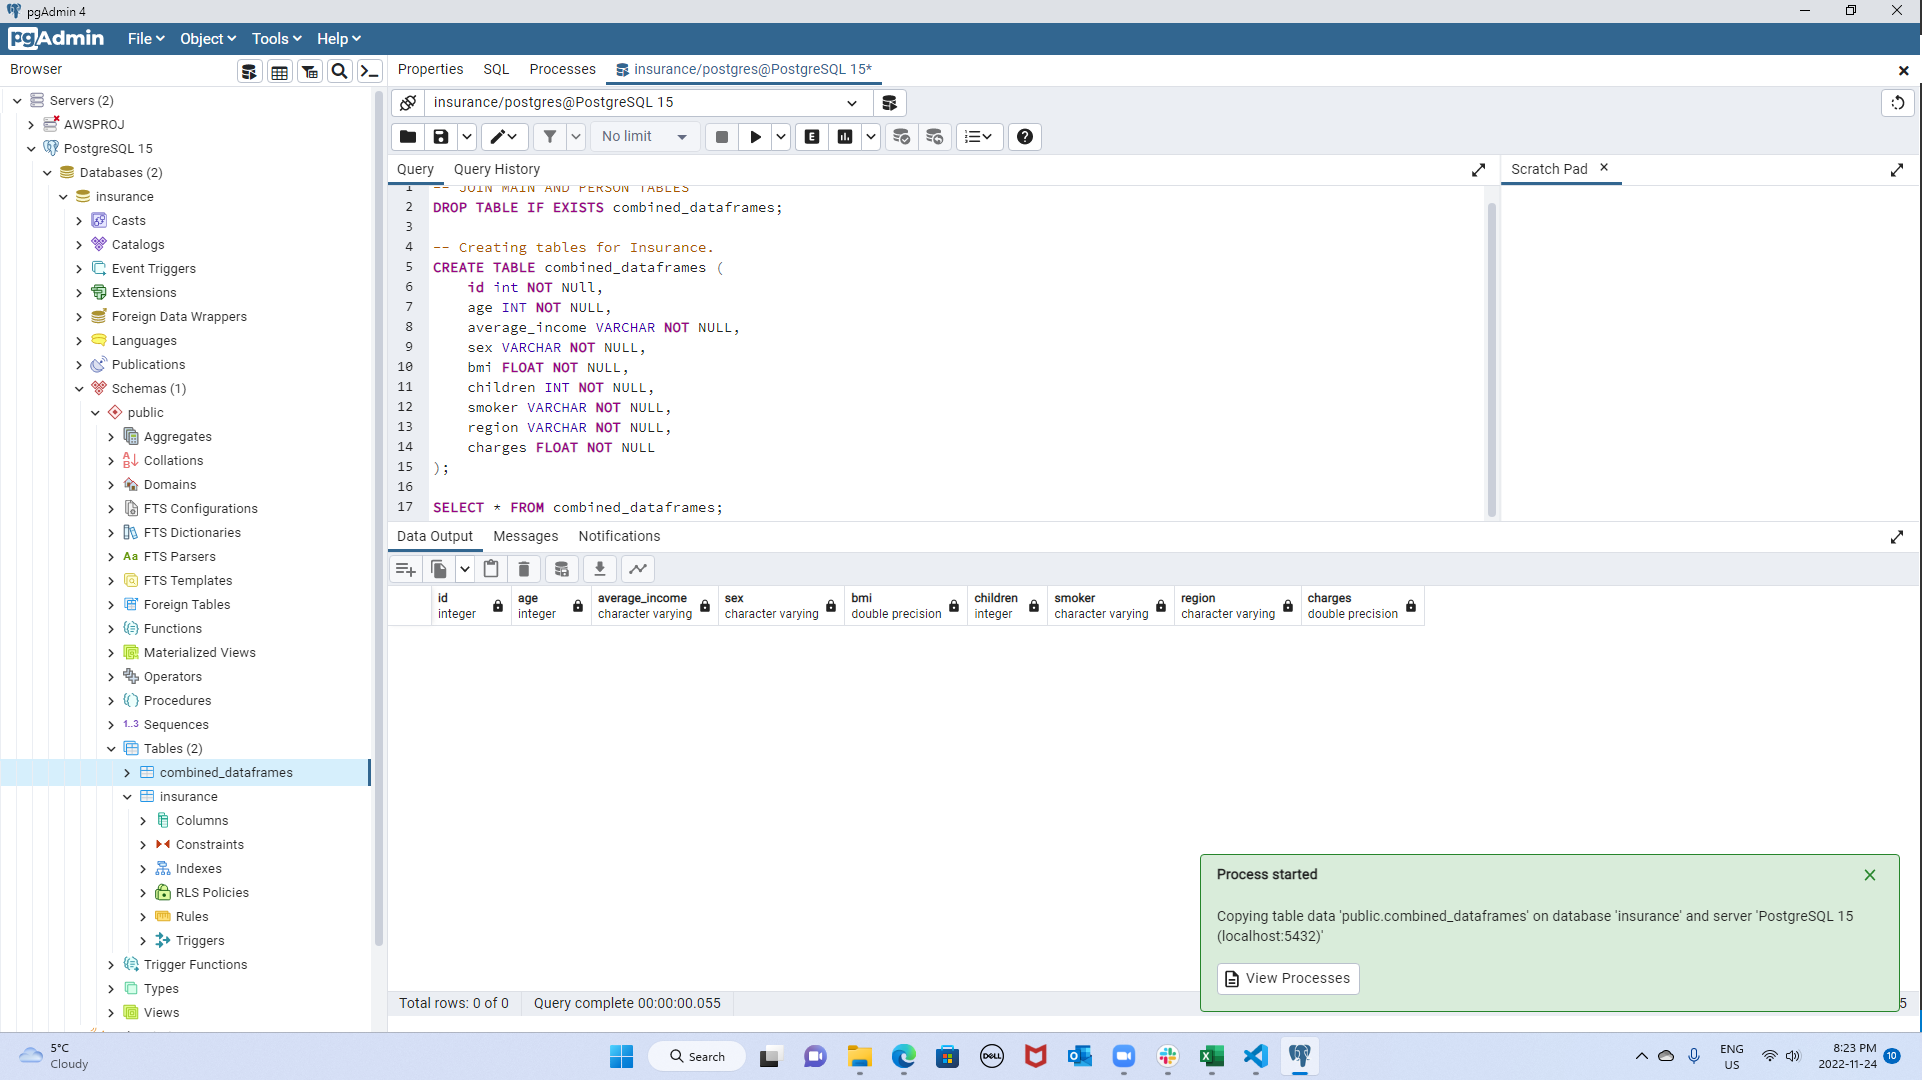 pgAdmin 4
pgAdmin File Object Tools Help
Browser
Properties SQL Processes insurance/postgres@PostgreSQL 15*
Servers (2)
AWSPROJ
PostgreSQL 15
Databases (2)
insurance
Casts
Catalogs
Event Triggers
Extensions
Foreign Data Wrappers
Languages
Publications
Schemas (1)
public
Aggregates
Collations
Domains
FTS Configurations
FTS Dictionaries
Aa FTS Parsers
FTS Templates
Foreign Tables
Functions
Materialized Views
Operators
Procedures
1..3 Sequences
Tables (2)
combined_dataframes
insurance
Columns
Constraints
Indexes
RLS Policies
Rules
Triggers
Trigger Functions
Types
Views
insurance/postgres@PostgreSQL 15
No limit E
Query Query History
Scratch Pad
1 -- JOIN MAIN AND PERSON TABLES
2 DROP TABLE IF EXISTS combined_dataframes;
3
4 -- Creating tables for Insurance.
5 CREATE TABLE combined_dataframes (
6 id int NOT NUll,
7 age INT NOT NULL,
8 average_income VARCHAR NOT NULL,
9 sex VARCHAR NOT NULL,
10 bmi FLOAT NOT NULL,
11 children INT NOT NULL,
12 smoker VARCHAR NOT NULL,
13 region VARCHAR NOT NULL,
14 charges FLOAT NOT NULL
15 );
16
17 SELECT * FROM combined_dataframes;
Data Output Messages Notifications
id age average_income sex bmi children smoker region charges
integer integer character varying character varying double precision integer character varying character varying double precision
Process started
Copying table data 'public.combined_dataframes' on database 'insurance' and server 'PostgreSQL 15
(localhost:5432)'
View Processes
Total rows: 0 of 0 Query complete 00:00:00.055
5
5°C
Cloudy
Search
DELL
ENG
US
8:23 PM
2022-11-24
10